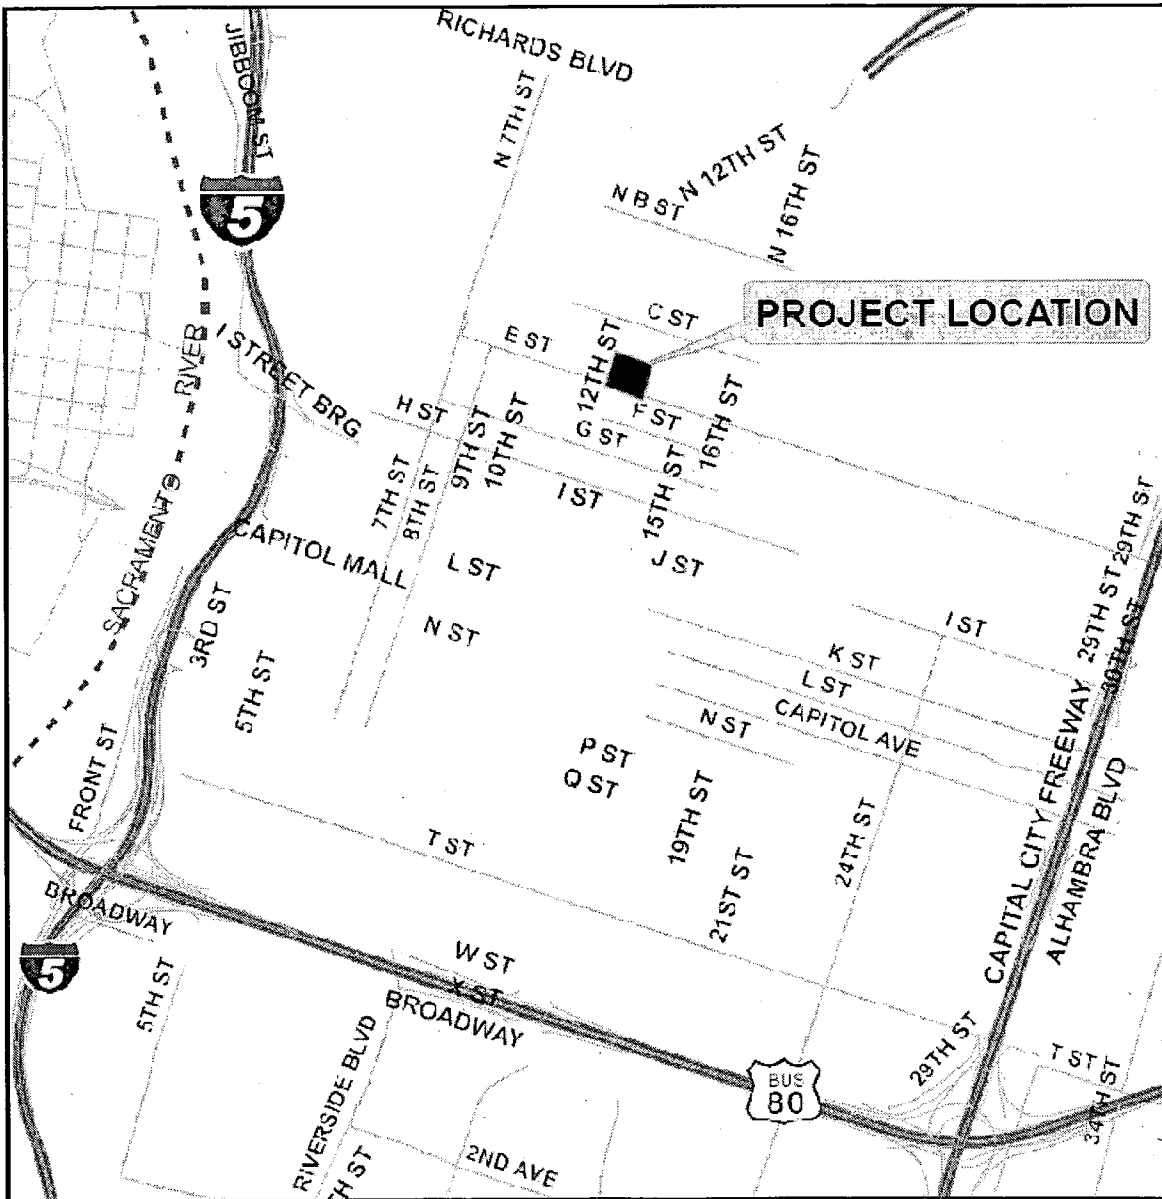 RICHARDS BLVD
JIBBOOM ST
N 7TH ST
N 12TH ST
N 16TH ST
N B ST
5
C ST
PROJECT LOCATION
E ST
12TH ST
RIVER
I STREET BRG
H ST
F ST
16TH ST
G ST
9TH ST
10TH ST
I ST
15TH ST
7TH ST
8TH ST
SACRAMENTO
CAPITOL MALL
L ST
J ST
29TH ST
29TH ST
30TH ST
3RD ST
N ST
I ST
5TH ST
K ST
L ST
CAPITOL AVE
N ST
FRONT ST
P ST
Q ST
19TH ST
24TH ST
CAPITAL CITY FREEWAY
ALHAMBRA BLVD
T ST
21ST ST
BROADWAY
5
W ST
X ST
BROADWAY
5TH ST
RIVERSIDE BLVD
BUS
80
29TH ST
T ST
34TH ST
2ND AVE
TH ST